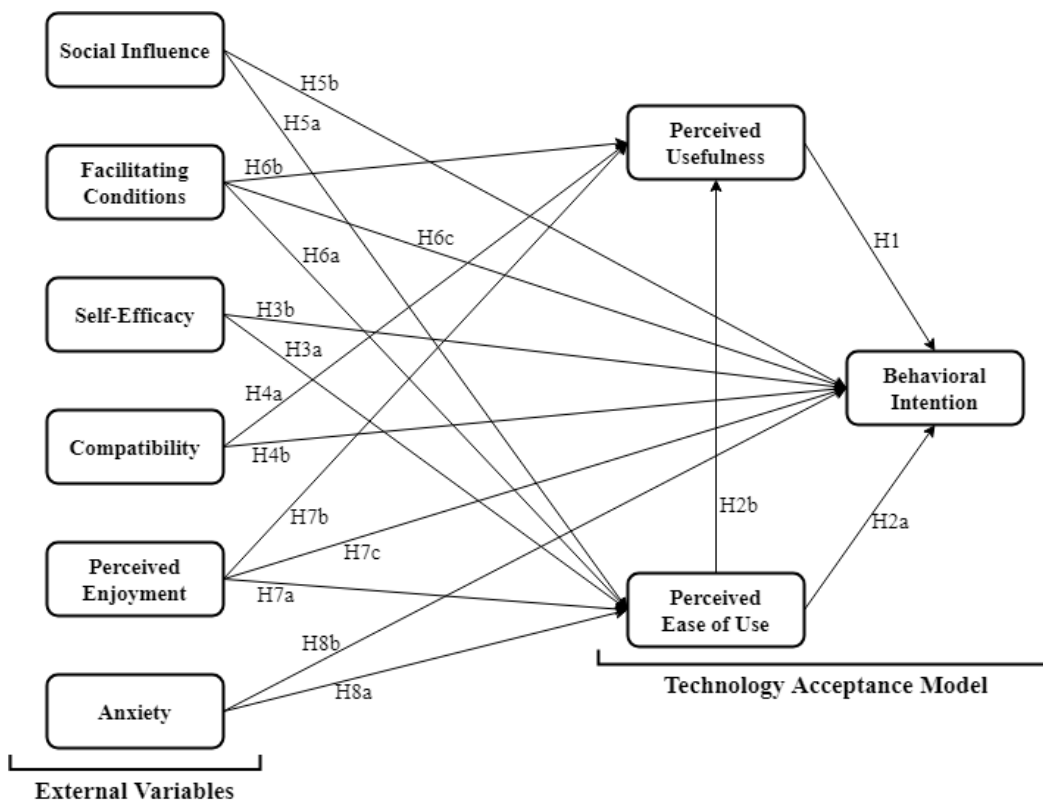 Social Influence
H5b
H5a
Perceived
Usefulness
Facilitating
Conditions
H6b
H6c
H6a
H1
Self-Efficacy
H3b
H3a
Behavioral
Intention
H4a
Compatibility
H4b
H7b
H2b
H2a
Perceived
Enjoyment
H7c
H7a
Perceived
Ease of Use
H8b
H8a
Technology Acceptance Model
Anxiety
External Variables